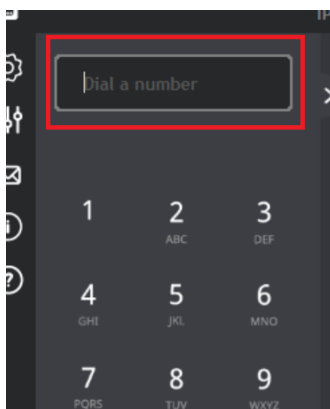 IP
Dial a number
1 2 3
ABC DEF
4 5 6
GHI JKL MNO
7 8 9
PQRS TUV WXYZ